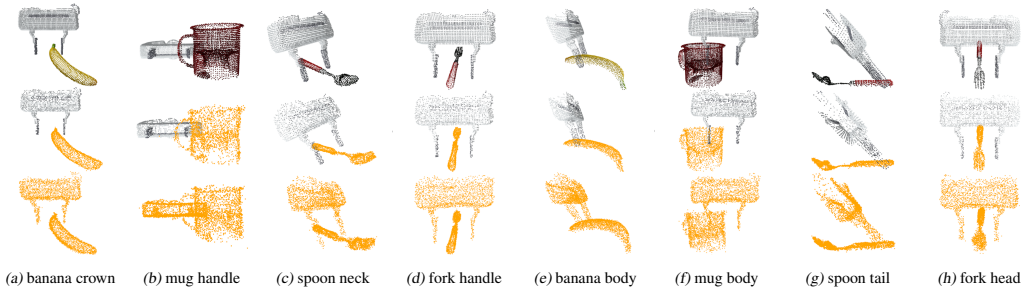 (a) banana crown (b) mug handle (c) spoon neck (d) fork handle (e) banana body (f) mug body (g) spoon tail (h) fork head